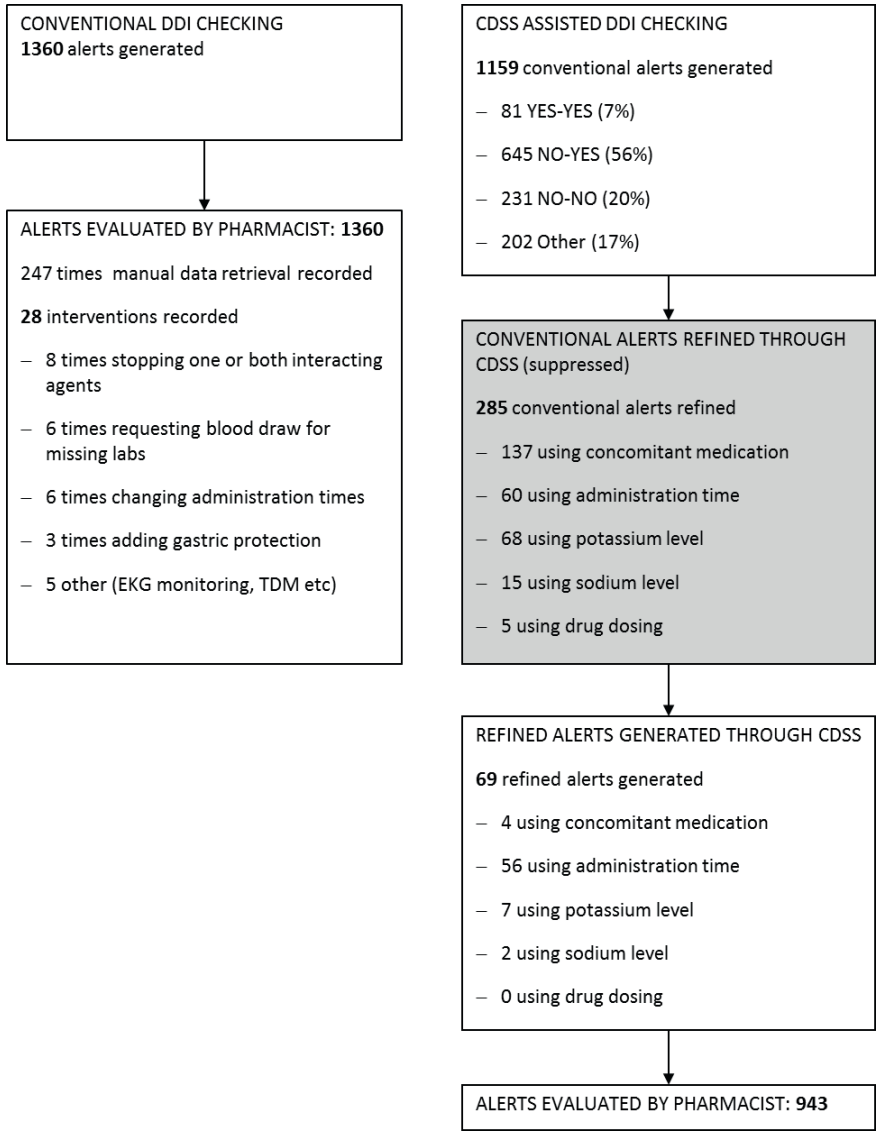 CONVENTIONAL DDI CHECKING
1360 alerts generated
ALERTS EVALUATED BY PHARMACIST: 1360
247 times manual data retrieval recorded
28 interventions recorded
– 8 times stopping one or both interacting
agents
– 6 times requesting blood draw for
missing labs
– 6 times changing administration times
– 3 times adding gastric protection
– 5 other (EKG monitoring, TDM etc)
CDSS ASSISTED DDI CHECKING
1159 conventional alerts generated
– 81 YES-YES (7%)
– 645 NO-YES (56%)
– 231 NO-NO (20%)
– 202 Other (17%)
CONVENTIONAL ALERTS REFINED THROUGH
CDSS (suppressed)
285 conventional alerts refined
– 137 using concomitant medication
– 60 using administration time
– 68 using potassium level
– 15 using sodium level
– 5 using drug dosing
REFINED ALERTS GENERATED THROUGH CDSS
69 refined alerts generated
– 4 using concomitant medication
– 56 using administration time
– 7 using potassium level
– 2 using sodium level
– 0 using drug dosing
ALERTS EVALUATED BY PHARMACIST: 943